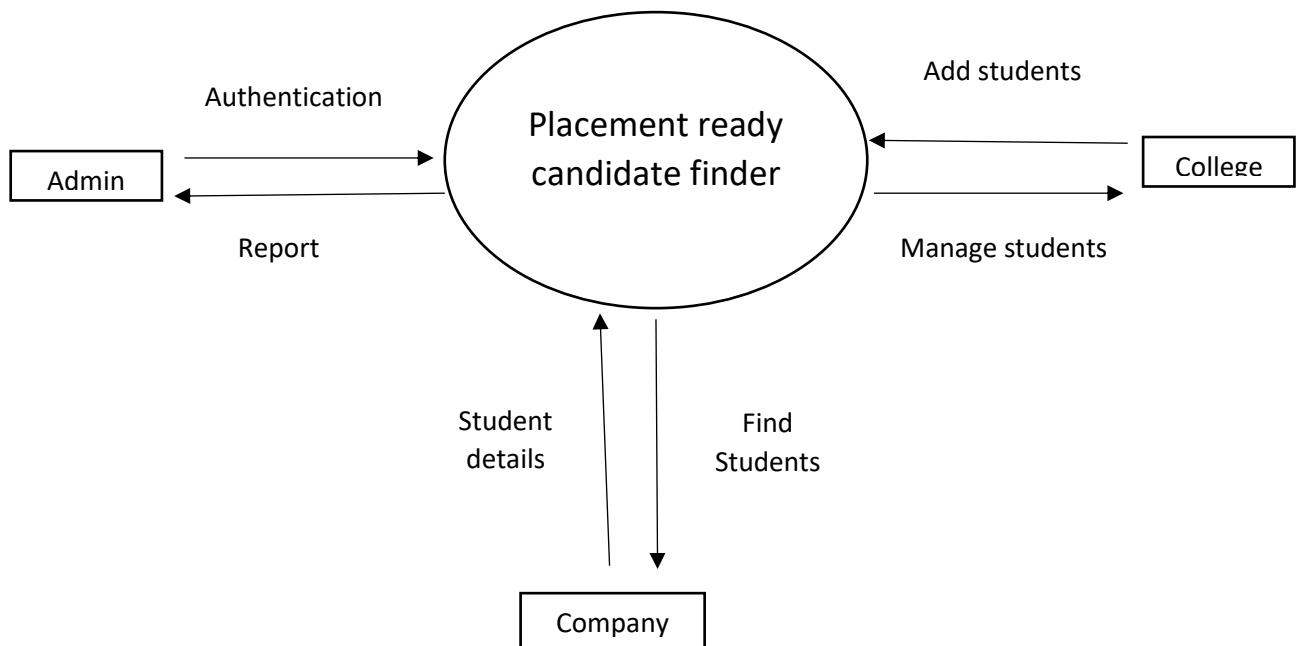 Add students
Authentication
Placement ready
candidate finder
Admin
College
Report
Manage students
Student
details
Find
Students
Company